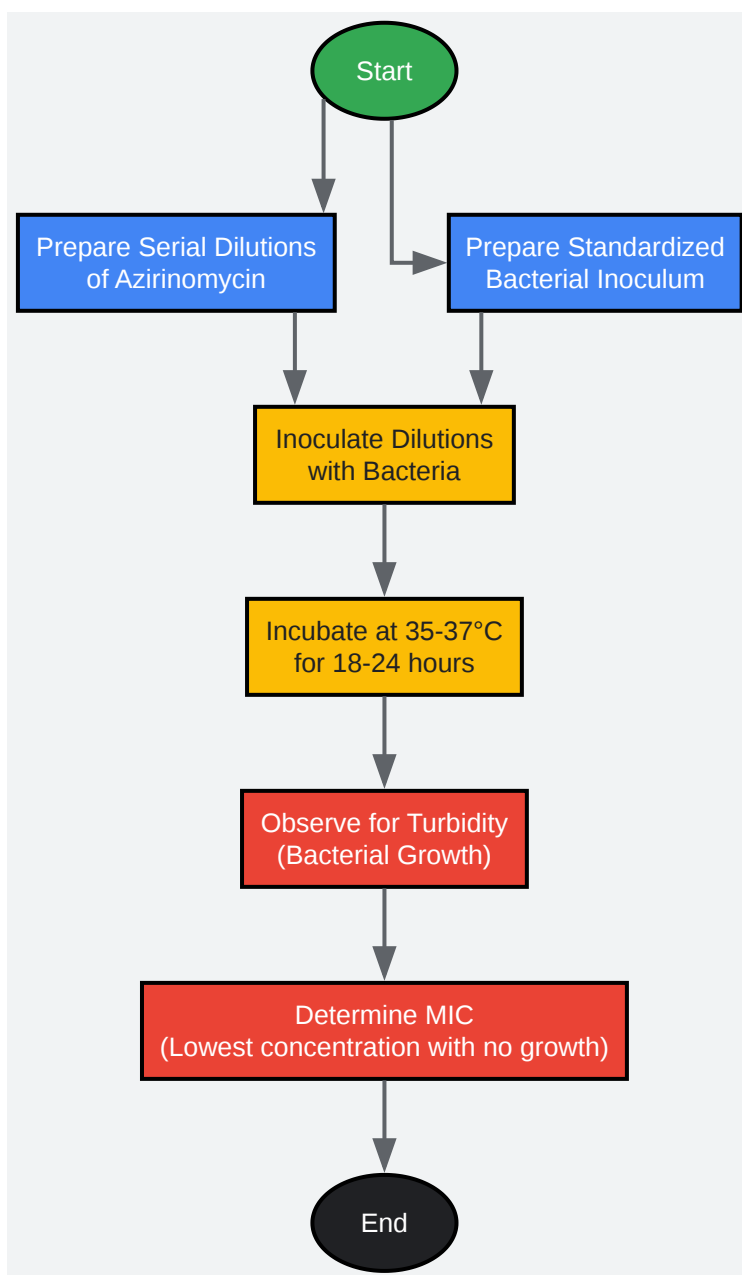 Start
Prepare Serial Dilutions
of Azirinomycin
Prepare Standardized
Bacterial Inoculum
Inoculate Dilutions
with Bacteria
Incubate at 35-37°C
for 18-24 hours
Observe for Turbidity
(Bacterial Growth)
Determine MIC
(Lowest concentration with no growth)
End